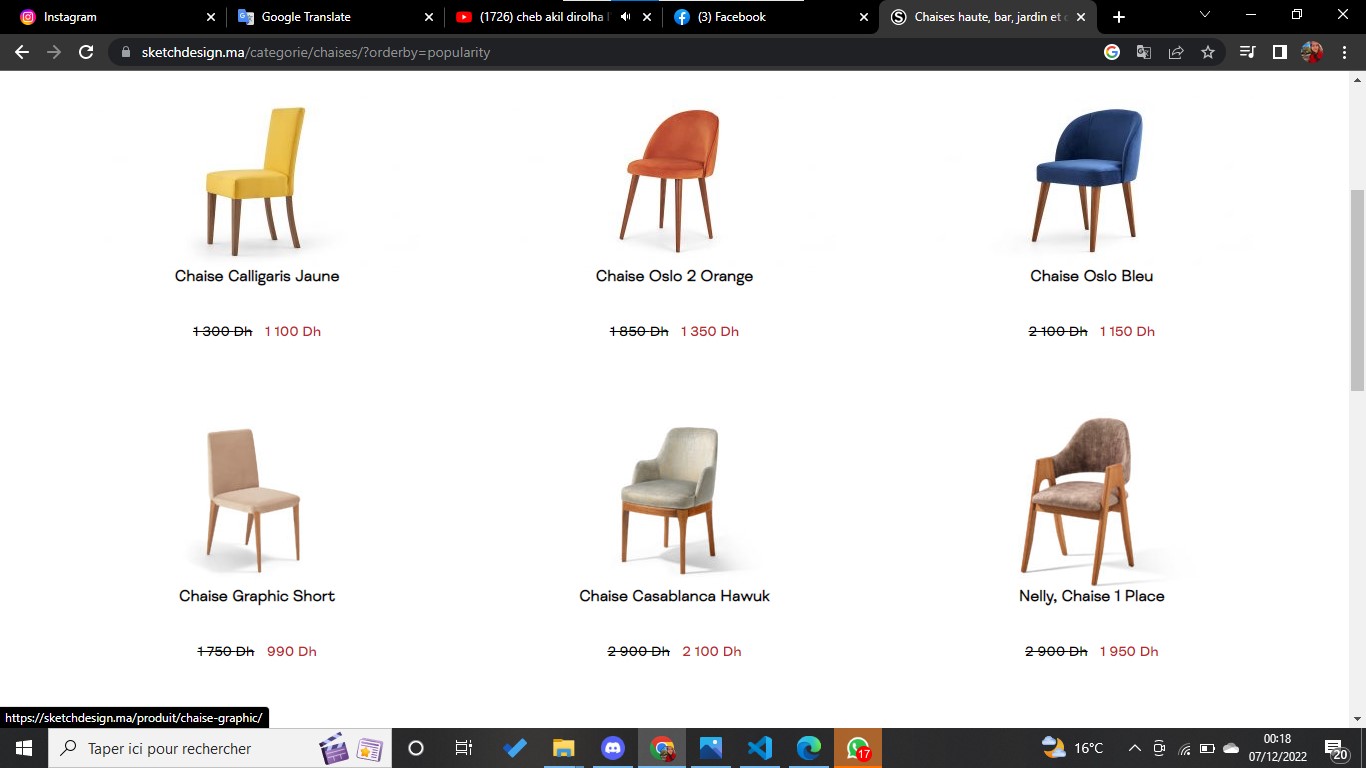 Instagram
Google Translate
(1726) cheb akil dirolha l
(3) Facebook
Chaises haute, bar, jardin et
sketchdesign.ma/categorie/chaises/?orderby=popularity
Chaise Calligaris Jaune
1 300 Dh 1 100 Dh
Chaise Oslo 2 Orange
1 850 Dh 1 350 Dh
Chaise Oslo Bleu
2 100 Dh 1 150 Dh
Chaise Graphic Short
1 750 Dh 990 Dh
Chaise Casablanca Hawuk
2 900 Dh 2 100 Dh
Nelly, Chaise 1 Place
2 900 Dh 1 950 Dh
https://sketchdesign.ma/produit/chaise-graphic/
Taper ici pour rechercher
17
16°C
00:18
07/12/2022
20